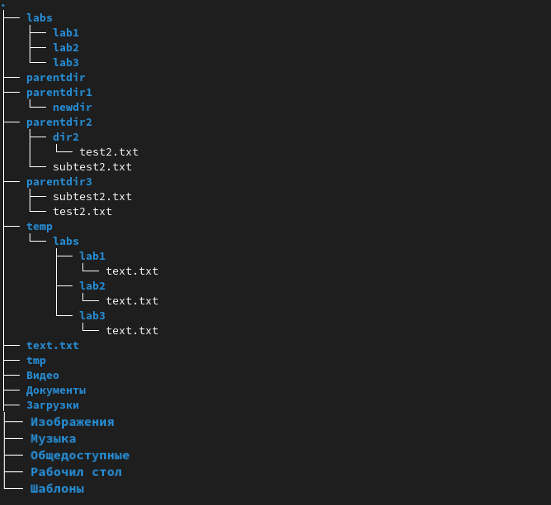 .
labs
lab1
lab2
lab3
parentdir
parentdir1
newdir
parentdir2
dir2
test2.txt
subtest2.txt
parentdir3
subtest2.txt
test2.txt
temp
labs
lab1
text.txt
lab2
text.txt
lab3
text.txt
text.txt
tmp
Видео
Документы
Загрузки
Изображения
Музыка
Общедоступные
Рабочил стол
Шаблоны